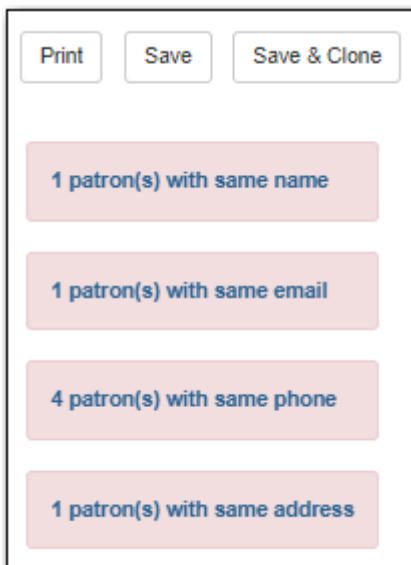 Print Save Save & Clone
1 patron(s) with same name
1 patron(s) with same email
4 patron(s) with same phone
1 patron(s) with same address